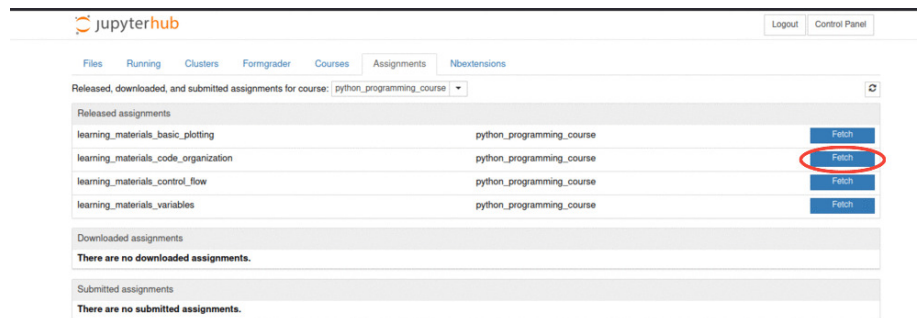 jupyterhub
Logout Control Panel
Files Running Clusters Formgrader Courses Assignments Nbextensions
Released, downloaded, and submitted assignments for course: python_programming_course
Released assignments
learning_materials_basic_plotting python_programming_course Fetch
learning_materials_code_organization python_programming_course Fetch
learning_materials_control_flow python_programming_course Fetch
learning_materials_variables python_programming_course Fetch
Downloaded assignments
There are no downloaded assignments.
Submitted assignments
There are no submitted assignments.